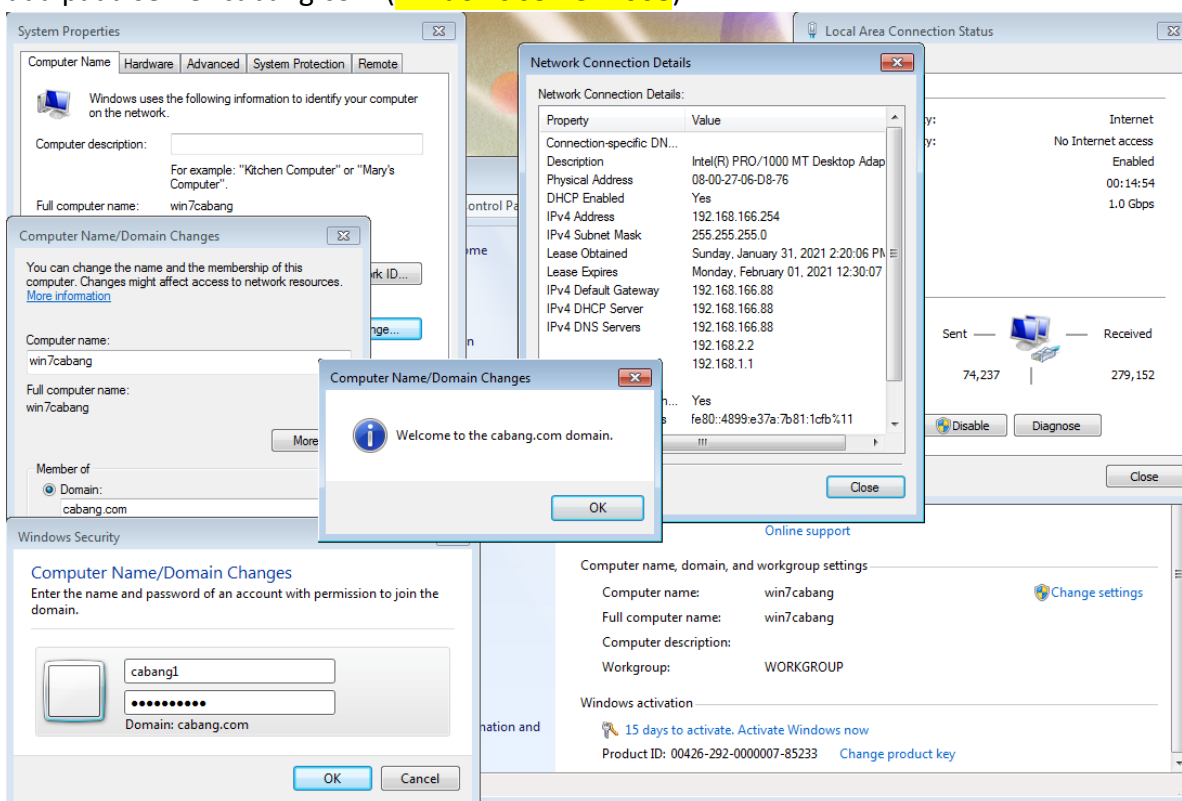 System Properties
Computer Name Hardware Advanced System Protection Remote
Windows uses the following information to identify your computer
on the network.
Computer description:
For example: "Kitchen Computer" or "Mary's
Computer".
Full computer name: win7cabang
Computer Name/Domain Changes
You can change the name and the membership of this
computer. Changes might affect access to network resources.
More information
Computer name:
win7cabang
Full computer name:
win7cabang
More
Member of
Domain:
cabang.com
Windows Security
Computer Name/Domain Changes
Enter the name and password of an account with permission to join the
domain.
cabang1
Domain: cabang.com
OK Cancel
Computer Name/Domain Changes
Welcome to the cabang.com domain.
OK
Network Connection Details
Network Connection Details:
Property Value
Connection-specific DN...
Description Intel(R) PRO/1000 MT Desktop Adap
Physical Address 08-00-27-06-D8-76
DHCP Enabled Yes
IPv4 Address 192.168.166.254
IPv4 Subnet Mask 255.255.255.0
Lease Obtained Sunday, January 31, 2021 2:20:06 PM
Lease Expires Monday, February 01, 2021 12:30:07
IPv4 Default Gateway 192.168.166.88
IPv4 DHCP Server 192.168.166.88
IPv4 DNS Servers 192.168.166.88
192.168.2.2
192.168.1.1
Yes
fe80::4899:e37a:7b81:1cfb%11
Close
Local Area Connection Status
Internet
No Internet access
Enabled
00:14:54
1.0 Gbps
Sent Received
74,237 279,152
Disable Diagnose
Close
Online support
Computer name, domain, and workgroup settings
Computer name: win7cabang Change settings
Full computer name: win7cabang
Computer description:
Workgroup: WORKGROUP
Windows activation
15 days to activate. Activate Windows now
Product ID: 00426-292-0000007-85233 Change product key